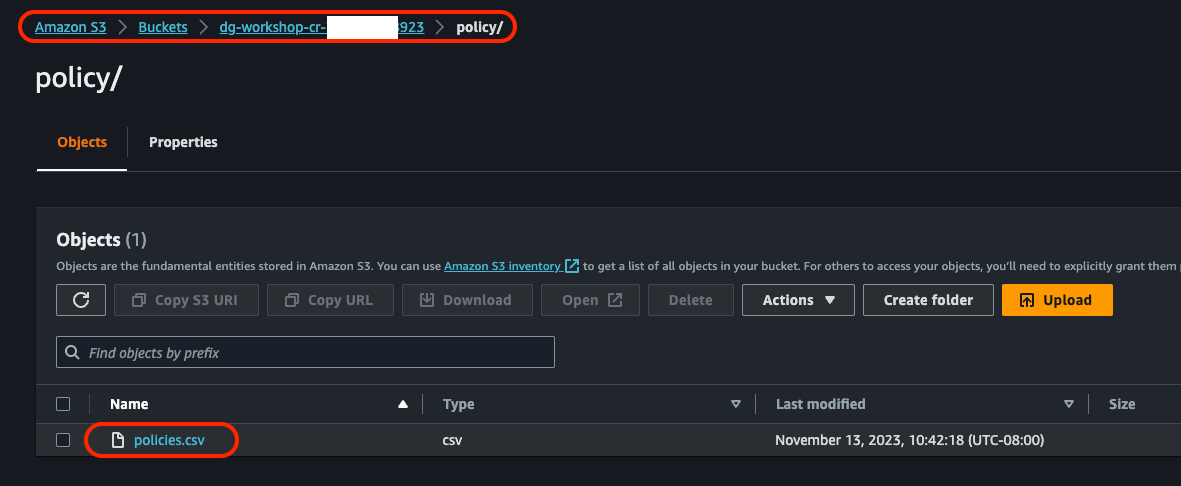 Amazon S3 > Buckets > dg-workshop-cr- 923 > policy/
policy/
Objects Properties
Objects (1)
Objects are the fundamental entities stored in Amazon S3. You can use Amazon S3 inventory to get a list of all objects in your bucket. For others to access your objects, you'll need to explicitly grant them
Copy S3 URI Copy URL Download Open Delete Actions Create folder Upload
Find objects by prefix
Name Type Last modified Size
policies.csv csv November 13, 2023, 10:42:18 (UTC-08:00)